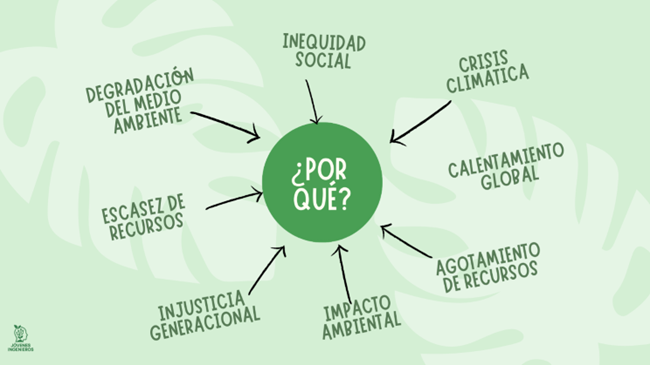 INEQUIDAD
SOCIAL
CRISIS
CLIMÁTICA
DEGRADACIÓN
DEL MEDIO
AMBIENTE
CALENTAMIENTO
GLOBAL
¿POR
QUÉ?
ESCASEZ DE
RECURSOS
AGOTAMIENTO
DE RECURSOS
INJUSTICIA
GENERACIONAL
IMPACTO
AMBIENTAL
JÓVENES
INGENIEROS